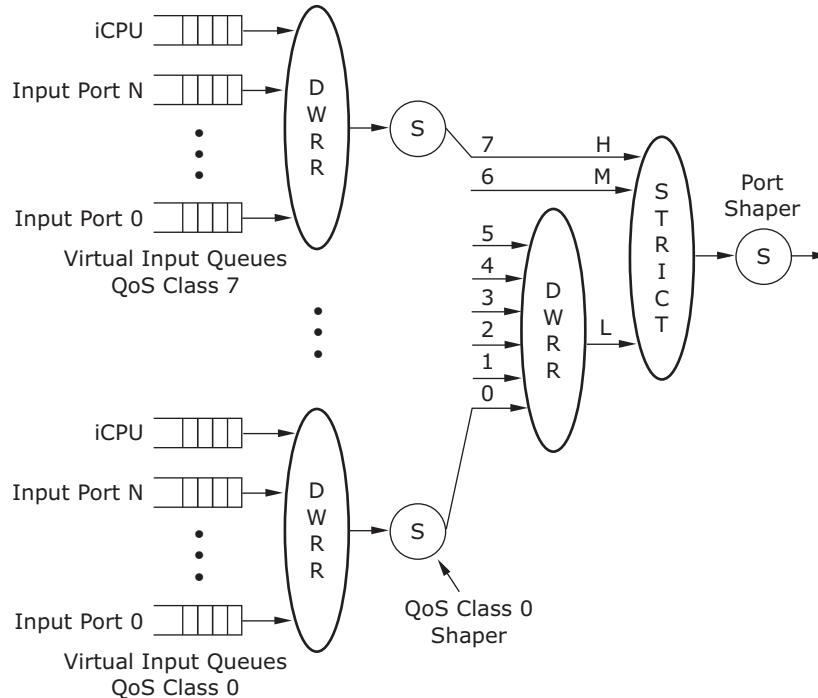 iCPU
Input Port N
Input Port 0
D
W
R
R
S
Virtual Input Queues
QoS Class 7
7
H
6
M
5
4
3
2
1
0
D
W
R
R
L
S
T
R
I
C
T
Port
Shaper
S
iCPU
Input Port N
Input Port 0
D
W
R
R
S
QoS Class 0
Shaper
Virtual Input Queues
QoS Class 0